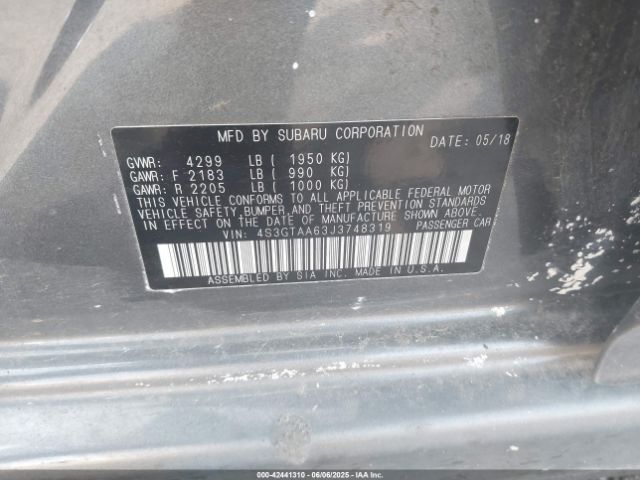 MFD BY SUBARU CORPORATION
DATE: 05/18
GVWR: 4299 LB ( 1950 KG)
GAWR: F 2183 LB ( 990 KG)
GAWR: R 2205 LB ( 1000 KG)
THIS VEHICLE CONFORMS TO ALL APPLICABLE FEDERAL MOTOR
VEHICLE SAFETY, BUMPER, AND THEFT PREVENTION STANDARDS
IN EFFECT ON THE DATE OF MANUFACTURE SHOWN ABOVE.
VIN: 4S3GTAA63J3748319 PASSENGER CAR
ASSEMBLED BY SIA INC. MADE IN U.S.A.
000-42441310 - 06/06/2025 - IAAI.COM